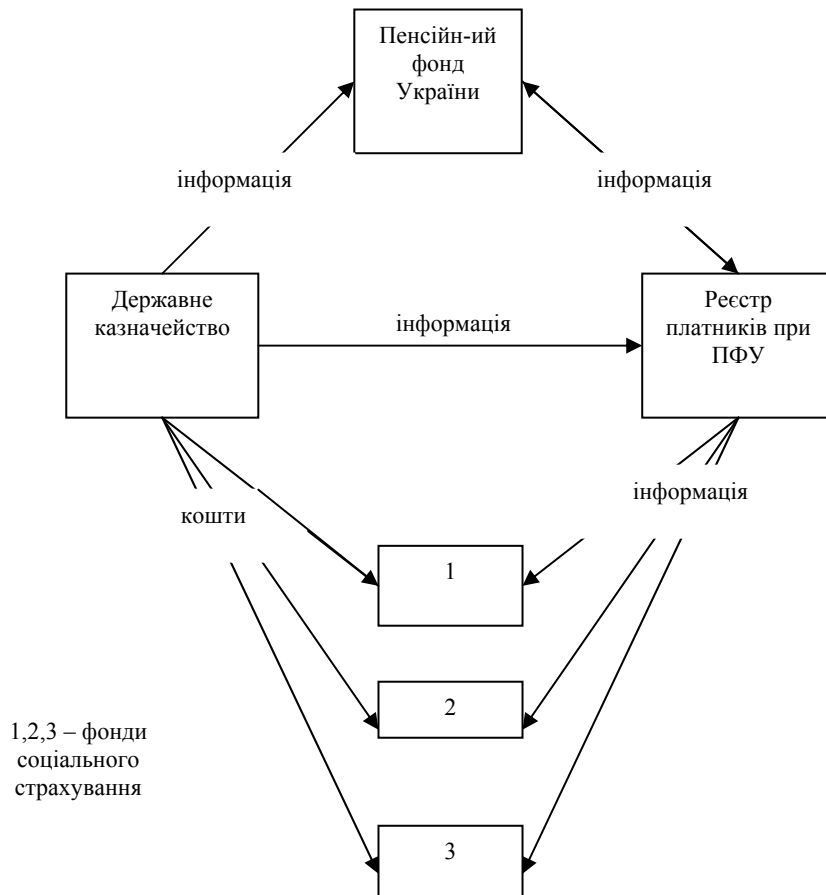 Пенсійн-ий
фонд
України
інформація
інформація
Державне
казначейство
інформація
Реєстр
платників при
ПФУ
кошти
інформація
1
2
1,2,3 – фонди
соціального
страхування
3